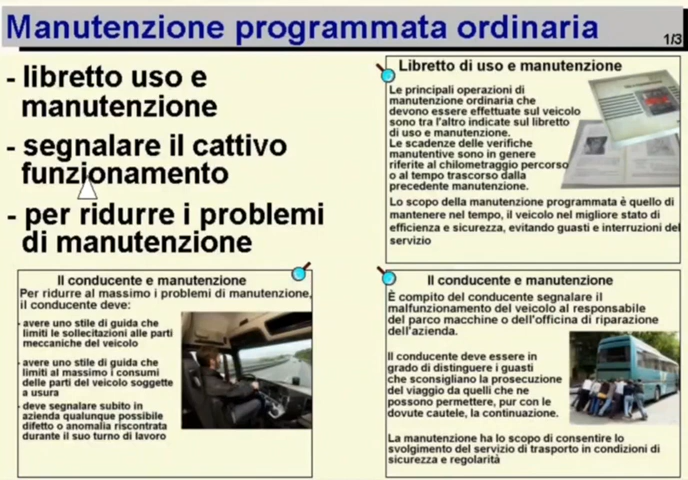 Manutenzione programmata ordinaria
1/3
- libretto uso e
manutenzione
- segnalare il cattivo
funzionamento
- per ridurre i problemi
di manutenzione
Libretto di uso e manutenzione
Le principali operazioni di
manutenzione ordinaria che
devono essere effettuate sul veicolo
sono tra l'altro indicate sul libretto
di uso e manutenzione.
Le scadenze delle verifiche
manutentive sono in genere
riferite al chilometraggio percorso
o al tempo trascorso dalla
precedente manutenzione.
Lo scopo della manutenzione programmata è quello di
mantenere nel tempo, il veicolo nel migliore stato di
efficienza e sicurezza, evitando guasti e interruzioni del
servizio
Il conducente e manutenzione
Per ridurre al massimo i problemi di manutenzione,
il conducente deve:
- avere uno stile di guida che
limiti le sollecitazioni alle parti
meccaniche del veicolo
- avere uno stile di guida che
limiti al massimo i consumi
delle parti del veicolo soggette
a usura
- deve segnalare subito in
azienda qualunque possibile
difetto o anomalia riscontrata
durante il suo turno di lavoro
Il conducente e manutenzione
È compito del conducente segnalare il
malfunzionamento del veicolo al responsabile
del parco macchine o dell'officina di riparazione
dell'azienda.
Il conducente deve essere in
grado di distinguere i guasti
che sconsigliano la prosecuzione
del viaggio da quelli che ne
possono permettere, pur con le
dovute cautele, la continuazione.
La manutenzione ha lo scopo di consentire lo
svolgimento del servizio di trasporto in condizioni di
sicurezza e regolarità